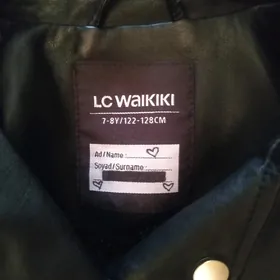 LC WAIKIKI
7-8Y/122-128CM
Ad/Name:
Soyad/Surname: